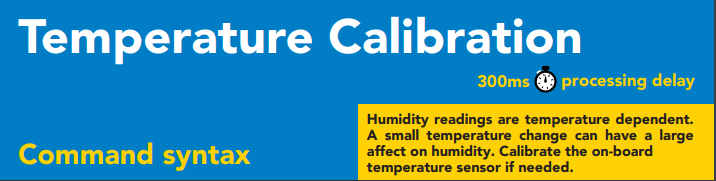 Temperature Calibration
300ms processing delay
Humidity readings are temperature dependent.
A small temperature change can have a large
affect on humidity. Calibrate the on-board
temperature sensor if needed.
Command syntax